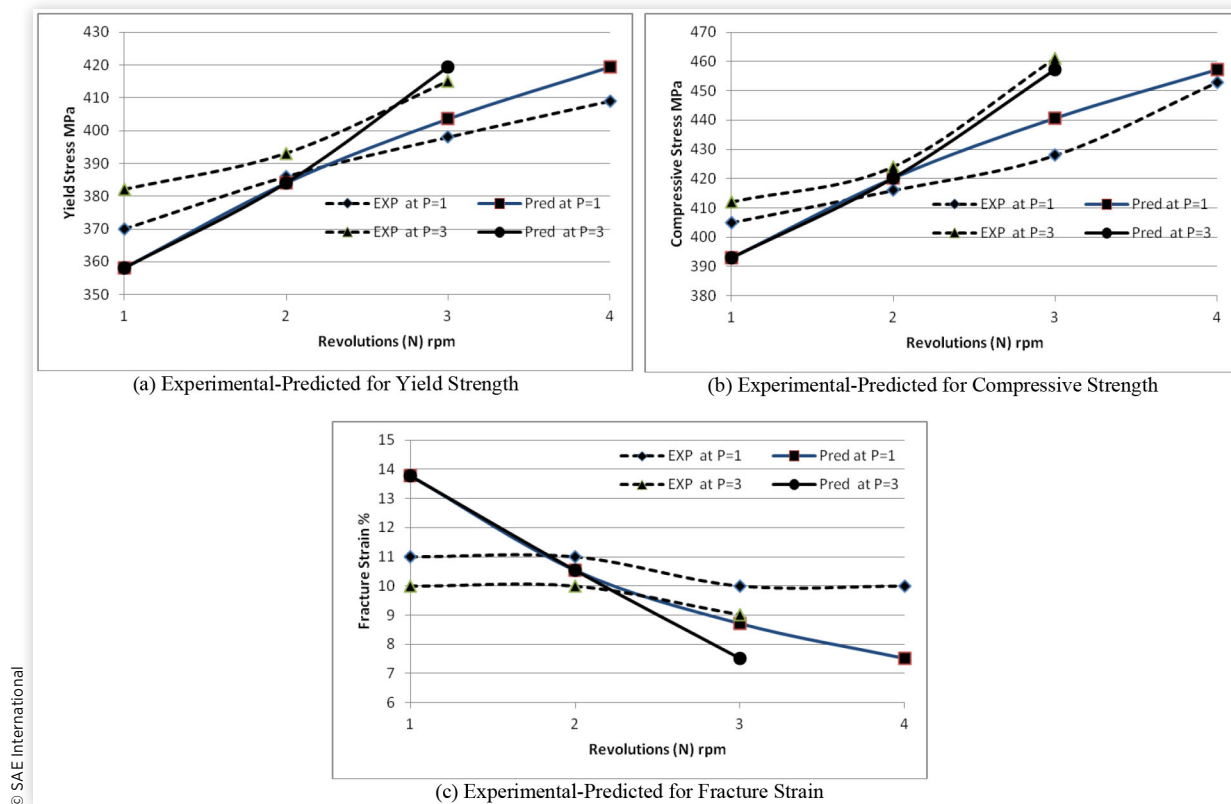 430
420
410
400
390
380
370
360
350
Yield Stress MPa
EXP at P=1
Pred at P=1
EXP at P=3
Pred at P=3
1
2
3
4
Revolutions (N) rpm
(a) Experimental-Predicted for Yield Strength
470
460
450
440
430
420
410
400
390
380
Compressive Stress MPa
EXP at P=1
Pred at P=1
EXP at P=3
Pred at P=3
1
2
3
4
Revolutions (N) rpm
(b) Experimental-Predicted for Compressive Strength
15
14
13
12
11
10
9
8
7
6
Fracture Strain %
EXP at P=1
Pred at P=1
EXP at P=3
Pred at P=3
1
2
3
4
Revolutions (N) rpm
(c) Experimental-Predicted for Fracture Strain
© SAE International